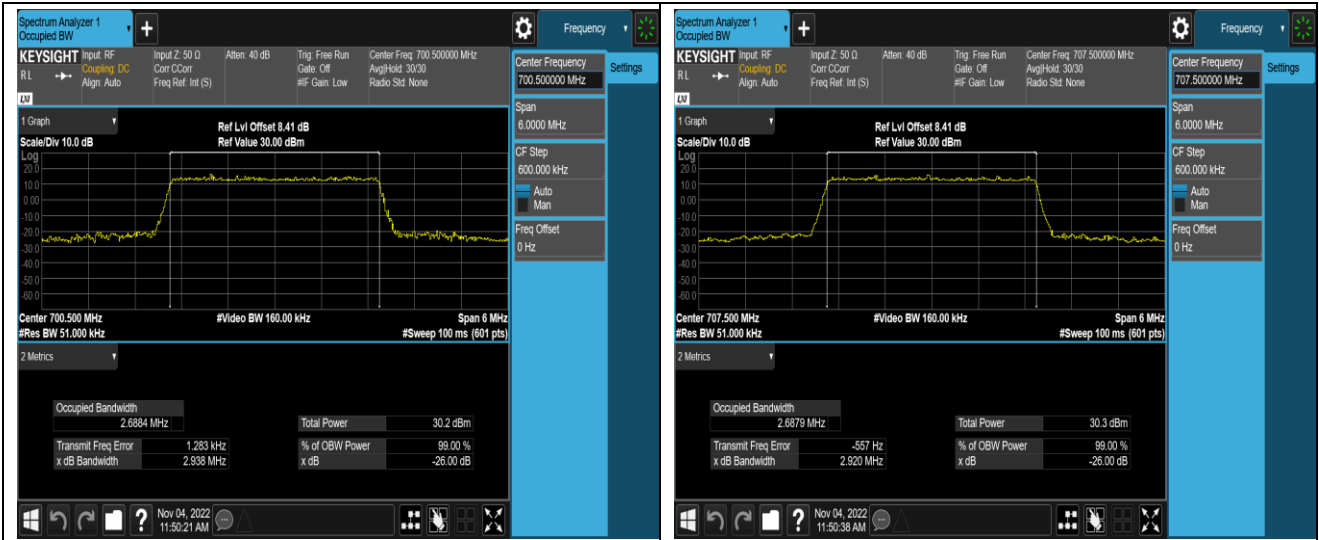 Spectrum Analyzer 1
Occupied BW
Frequency
KEYSIGHT
RL
LXI
Input: RF
Coupling: DC
Align: Auto
Input Z: 50 Ω
Corr CCorr
Freq Ref: Int (S)
Atten: 40 dB
Trig: Free Run
Gate: Off
#IF Gain: Low
Center Freq: 700.500000 MHz
Avg|Hold: 30/30
Radio Std: None
Center Frequency
700.500000 MHz
Settings
Span
6.0000 MHz
CF Step
600.000 kHz
Auto
Man
Freq Offset
0 Hz
1 Graph
Scale/Div 10.0 dB
Ref Lvl Offset 8.41 dB
Ref Value 30.00 dBm
Log
20.0
10.0
0.00
-10.0
-20.0
-30.0
-40.0
-50.0
-60.0
Center 700.500 MHz
#Video BW 160.00 kHz
Span 6 MHz
#Res BW 51.000 kHz
#Sweep 100 ms (601 pts)
2 Metrics
Occupied Bandwidth
2.6884 MHz
Total Power 30.2 dBm
Transmit Freq Error 1.283 kHz
% of OBW Power 99.00 %
x dB Bandwidth 2.938 MHz
x dB -26.00 dB
?
Nov 04, 2022
11:50:21 AM
Spectrum Analyzer 1
Occupied BW
Frequency
KEYSIGHT
RL
LXI
Input: RF
Coupling: DC
Align: Auto
Input Z: 50 Ω
Corr CCorr
Freq Ref: Int (S)
Atten: 40 dB
Trig: Free Run
Gate: Off
#IF Gain: Low
Center Freq: 707.500000 MHz
Avg|Hold: 30/30
Radio Std: None
Center Frequency
707.500000 MHz
Settings
Span
6.0000 MHz
CF Step
600.000 kHz
Auto
Man
Freq Offset
0 Hz
1 Graph
Scale/Div 10.0 dB
Ref Lvl Offset 8.41 dB
Ref Value 30.00 dBm
Log
20.0
10.0
0.00
-10.0
-20.0
-30.0
-40.0
-50.0
-60.0
Center 707.500 MHz
#Video BW 160.00 kHz
Span 6 MHz
#Res BW 51.000 kHz
#Sweep 100 ms (601 pts)
2 Metrics
Occupied Bandwidth
2.6879 MHz
Total Power 30.3 dBm
Transmit Freq Error -557 Hz
% of OBW Power 99.00 %
x dB Bandwidth 2.920 MHz
x dB -26.00 dB
?
Nov 04, 2022
11:50:38 AM